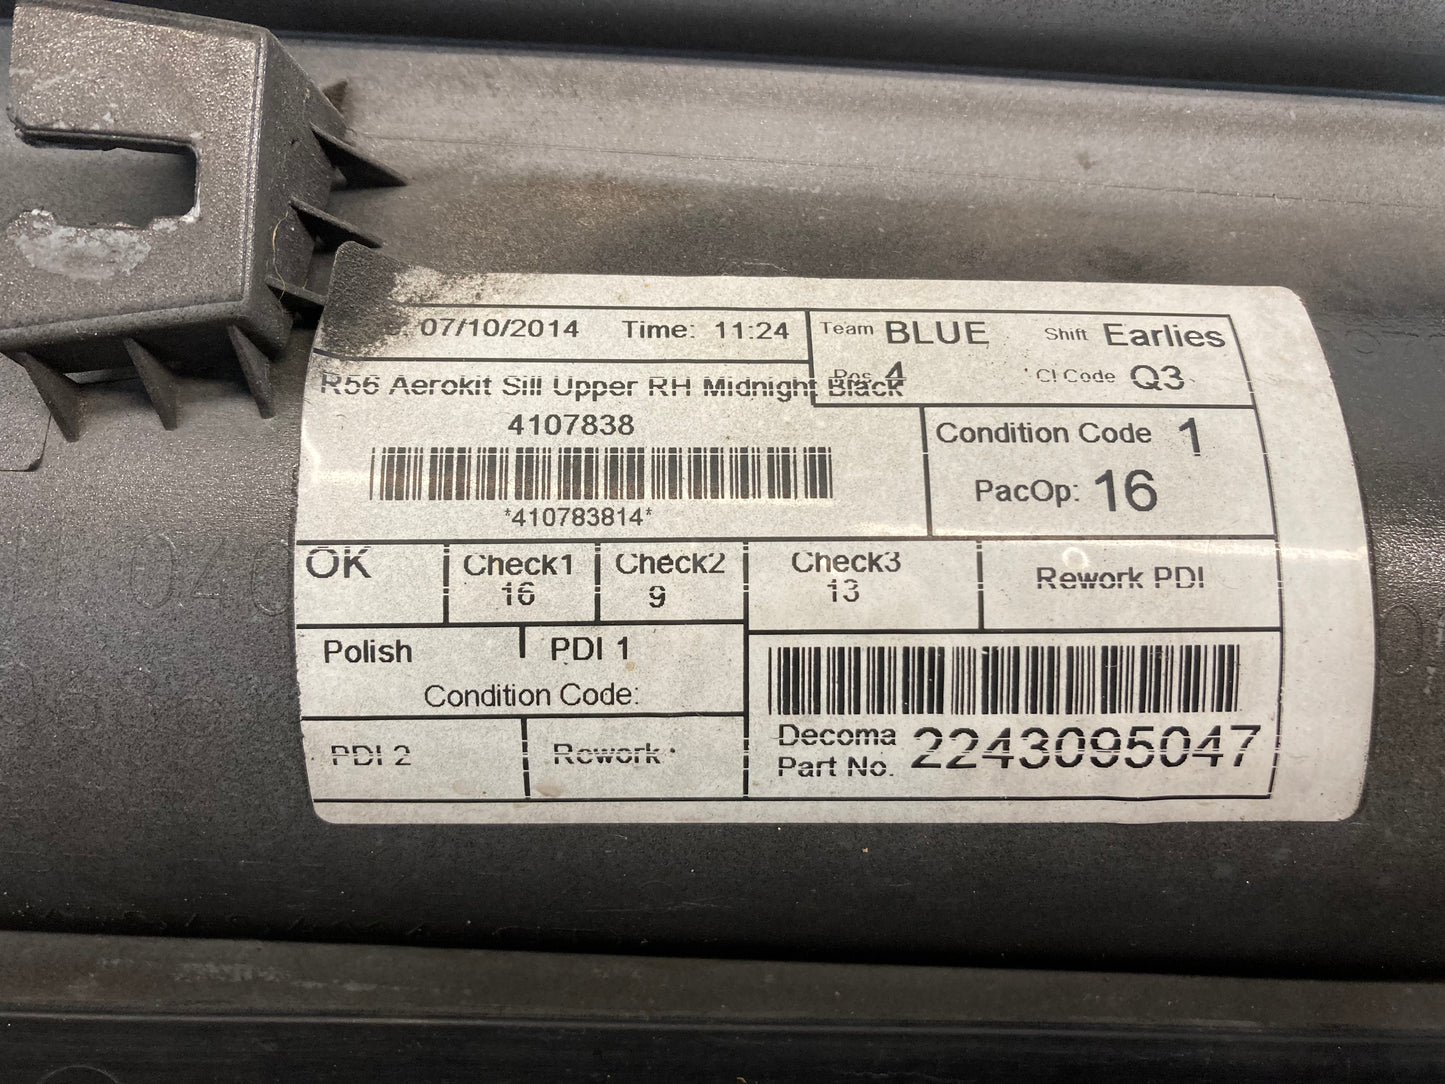 07/10/2014 Time: 11:24
Team BLUE Shift Earlies
Pos 4 Cl Code Q3
R56 Aerokit Sill Upper RH Midnight Black
4107838
*410783814*
Condition Code 1
PacOp: 16
OK
Check1
16
Check2
9
Check3
13
Rework PDI
Polish
PDI 1
Condition Code:
PDI 2
Rework
Decoma
Part No. 2243095047